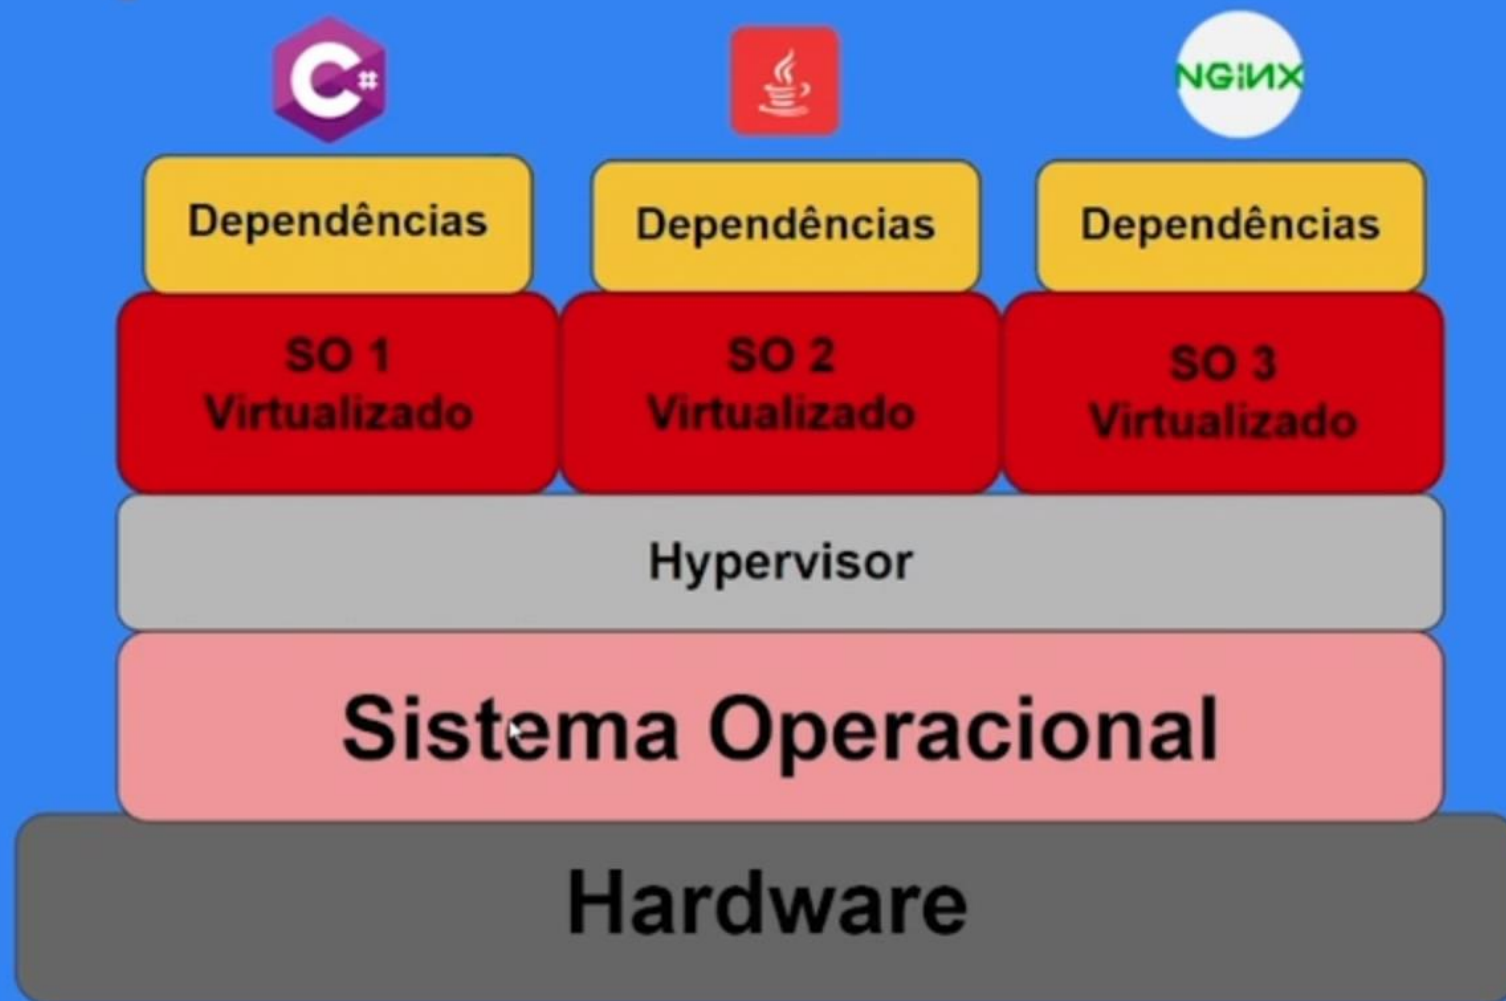 C#
NGiNX
Dependências
Dependências
Dependências
SO 1
Virtualizado
SO 2
Virtualizado
SO 3
Virtualizado
Hypervisor
Sistema Operacional
Hardware